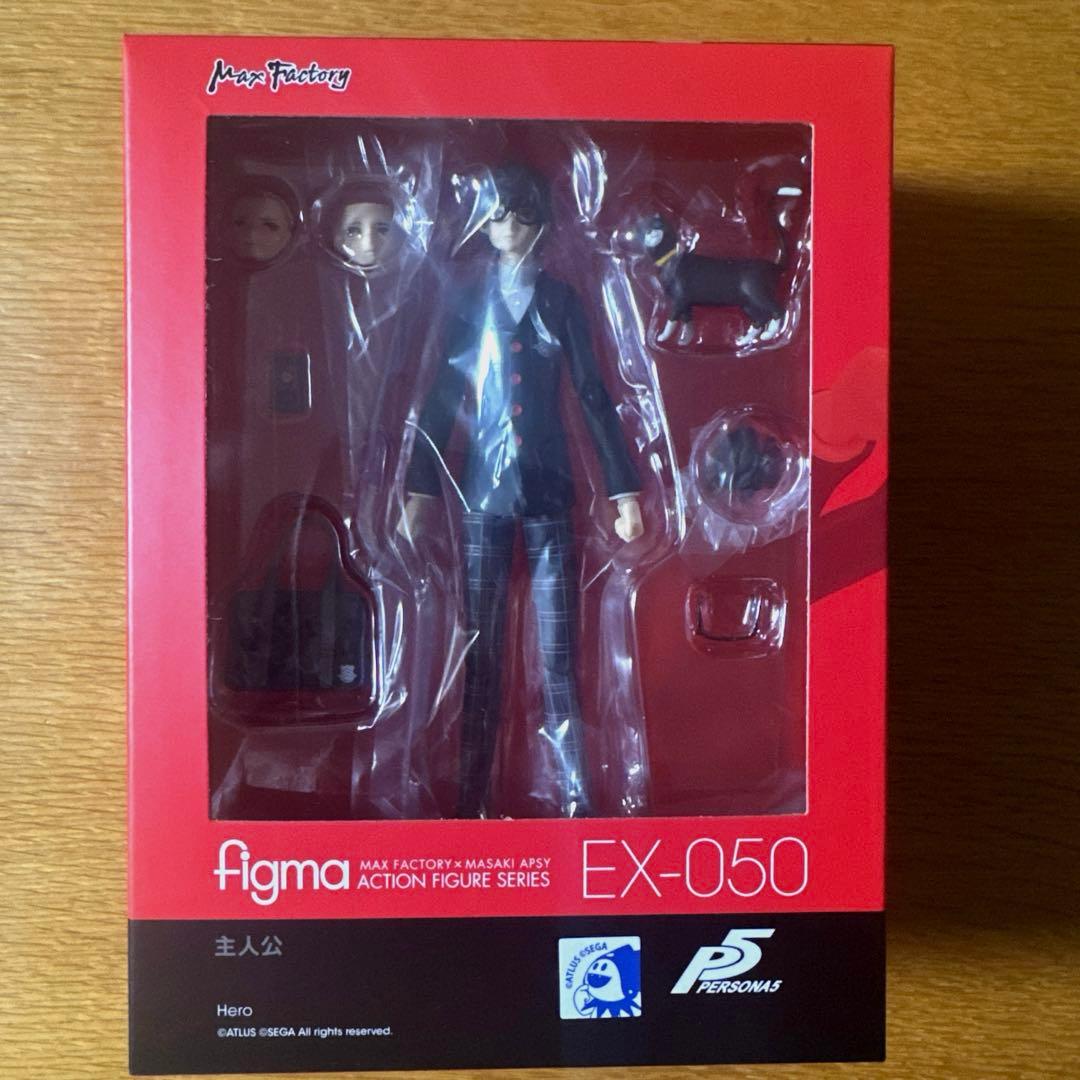 Max Factory
figma
MAX FACTORY × MASAKI APSY
ACTION FIGURE SERIES
EX-050
主人公
©ATLUS ©SEGA
P5
PERSONA5
Hero
©ATLUS ©SEGA All rights reserved.